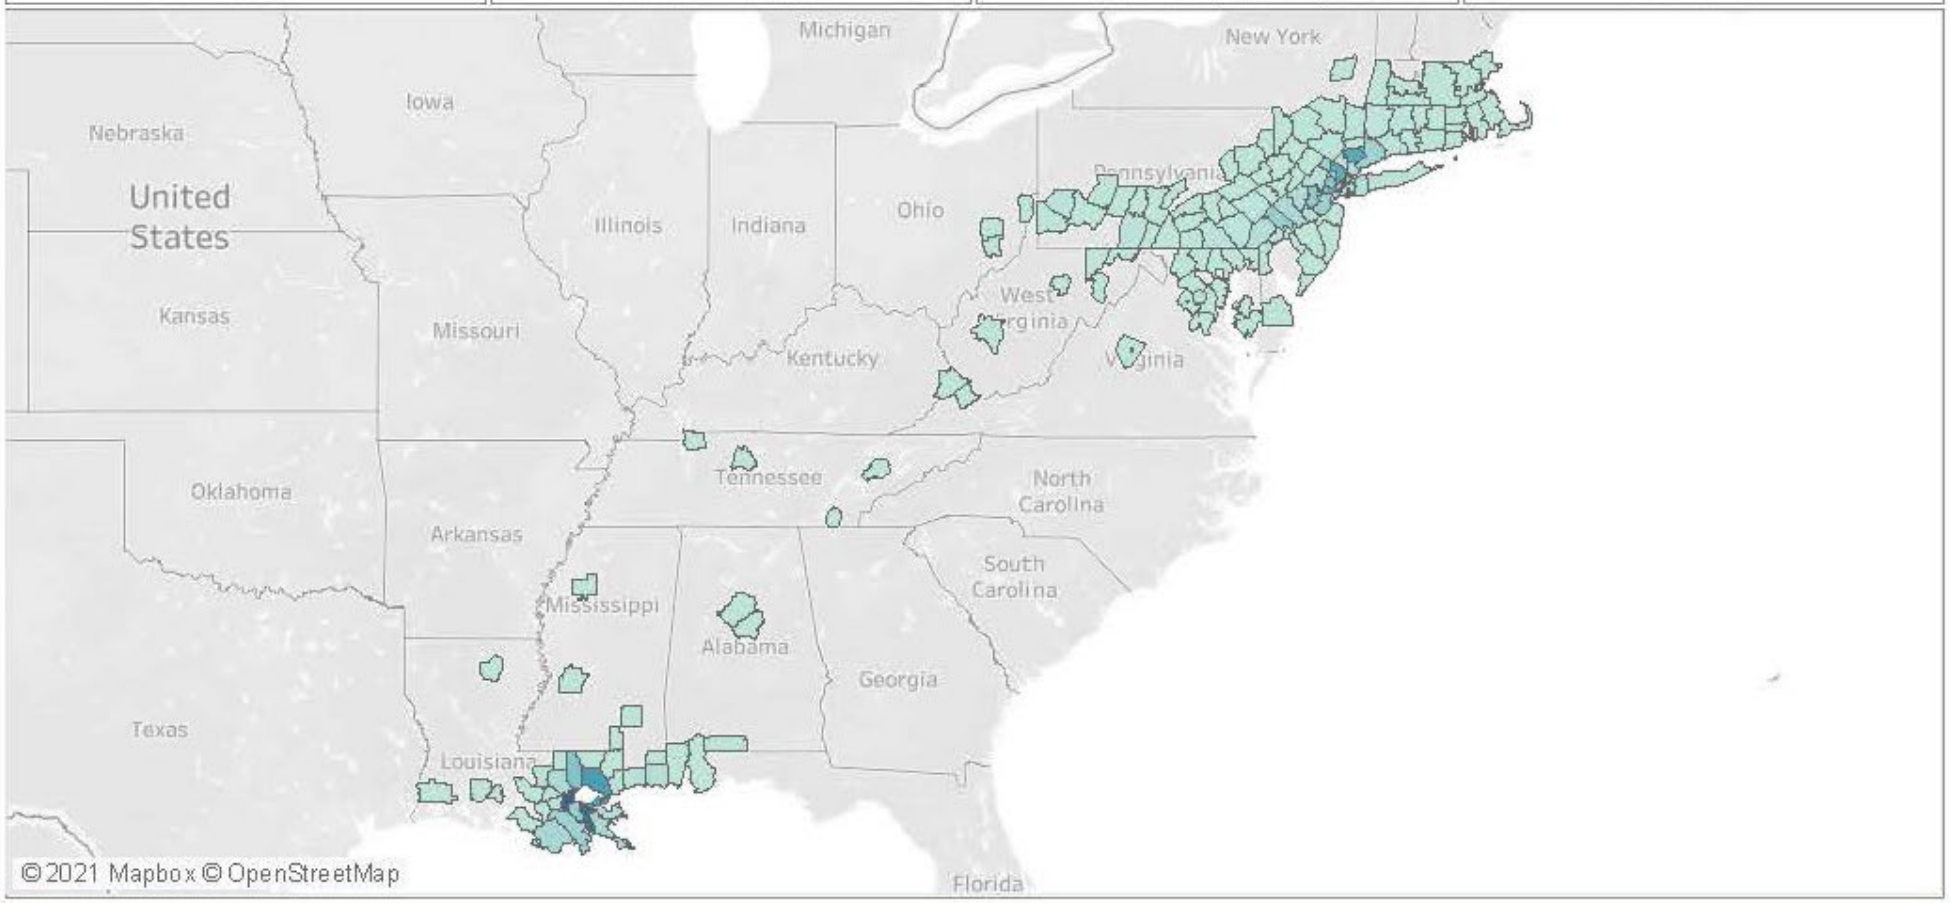 Michigan
New York
Iowa
Nebraska
Pennsylvania
United
States
Illinois
Indiana
Ohio
West
Virginia
Kansas
Missouri
Kentucky
Virginia
Oklahoma
Tennessee
North
Carolina
Arkansas
South
Carolina
Mississippi
Alabama
Georgia
Texas
Louisiana
©2021 Mapbox © OpenStreetMap
Florida